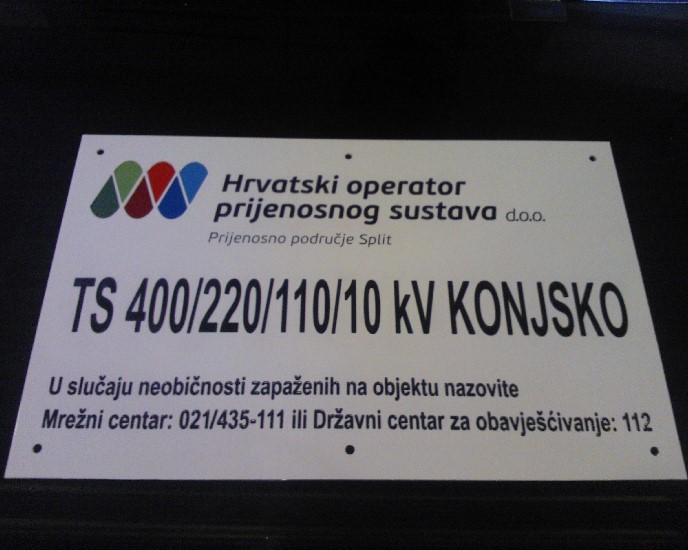 Hrvatski operator
prijenosnog sustava d.o.o.
Prijenosno područje Split
TS 400/220/110/10 kV KONJSKO
U slučaju neobičnosti zapaženih na objektu nazovite
Mrežni centar: 021/435-111 ili Državni centar za obavješćivanje: 112